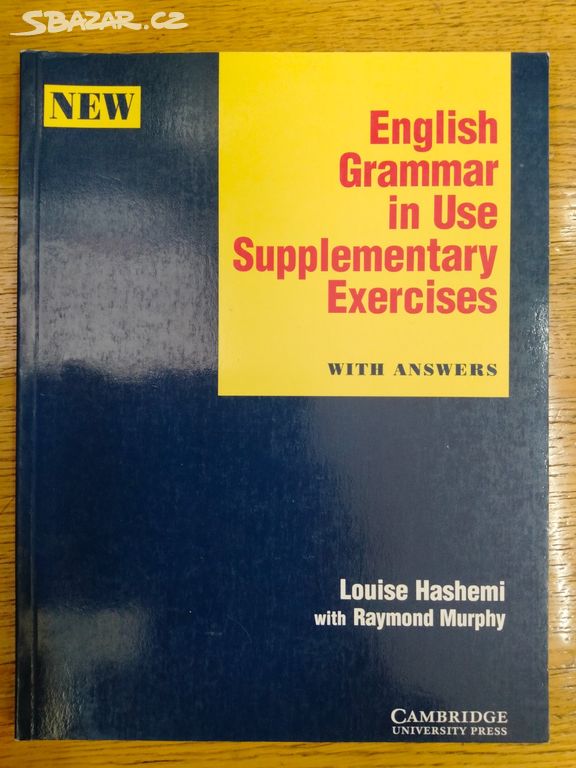 SBAZAR.CZ
NEW
English
Grammar
in Use
Supplementary
Exercises
WITH ANSWERS
Louise Hashemi
with Raymond Murphy
CAMBRIDGE
UNIVERSITY PRESS